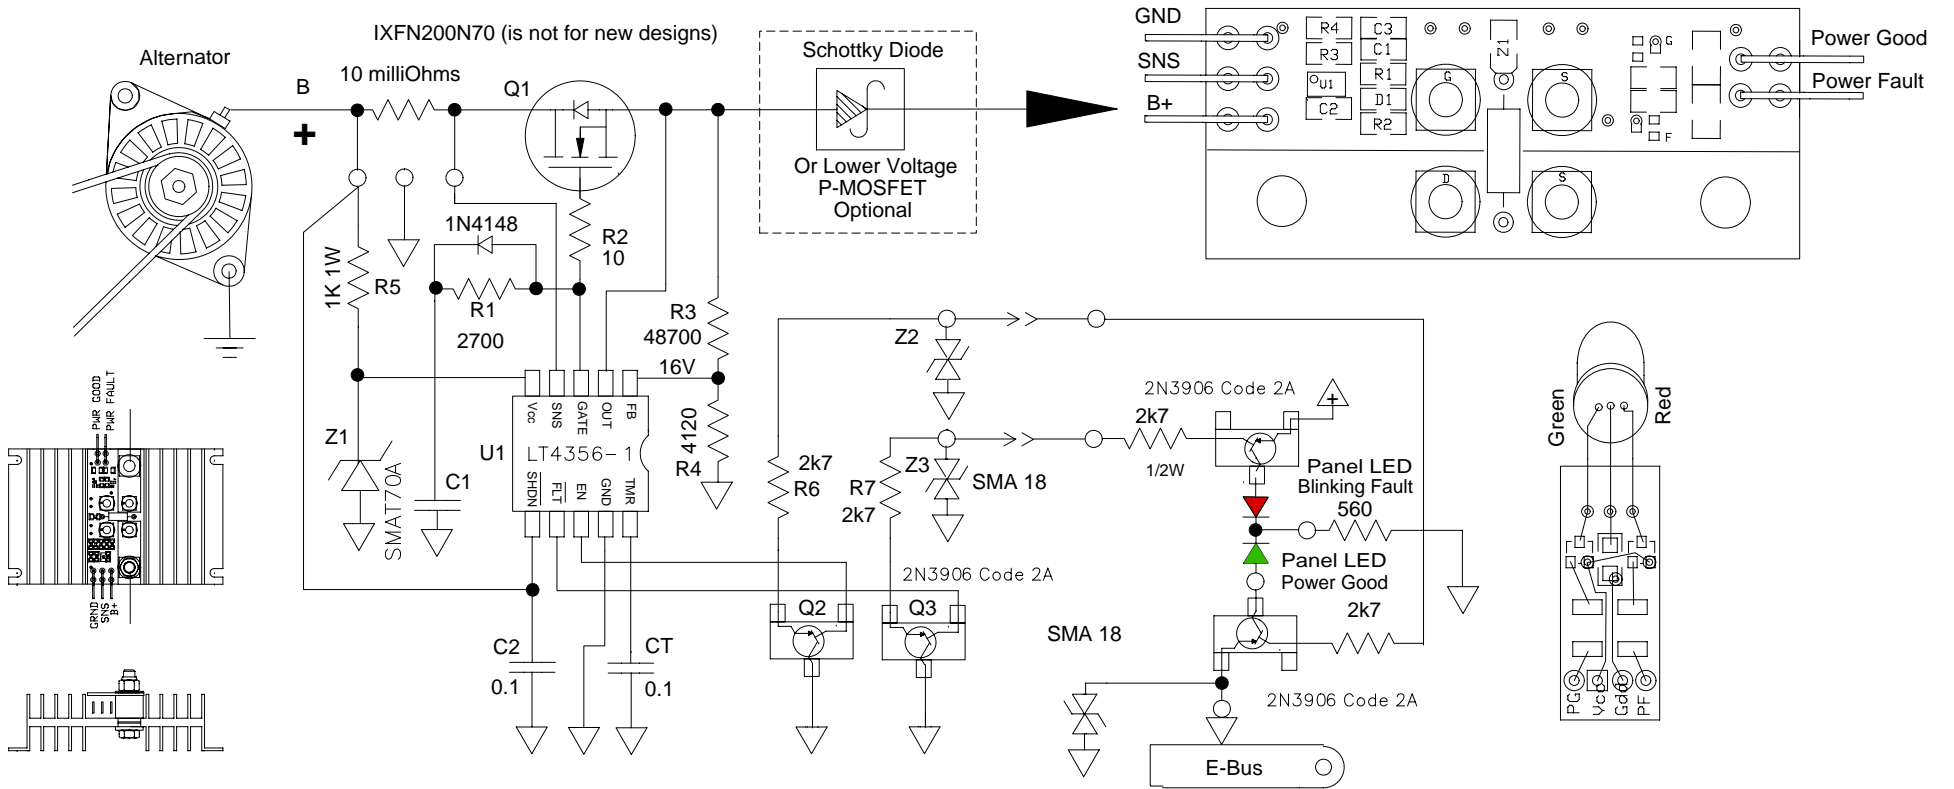 IXFN200N70 (is not for new designs)
Alternator
B
+
10 milliOhms
Q1
Schottky Diode
Or Lower Voltage
P-MOSFET
Optional
GND
SNS
B+
R4
R3
U1
C2
C3
C1
R1
D1
R2
G
S
D
S
Z1
G
F
Power Good
Power Fault
1N4148
R2
10
1K 1W
R5
R1
2700
R3
48700
16V
4120
R4
Z1
SMAT70A
C1
Vcc
SNS
GATE
OUT
FB
U1
LT4356-1
SHDN
FLT
EN
GND
TMR
C2
0.1
CT
0.1
Z2
Z3
SMA 18
2k7
R6
R7
2k7
2N3906 Code 2A
Q2
Q3
2N3906 Code 2A
2k7
1/2W
+
Panel LED
Blinking Fault
560
Panel LED
Power Good
2k7
SMA 18
2N3906 Code 2A
E-Bus
Green
Red
PG
Vcc
Gdd
PF
PWR GOOD
PWR FAULT
GRND
SNS
B+